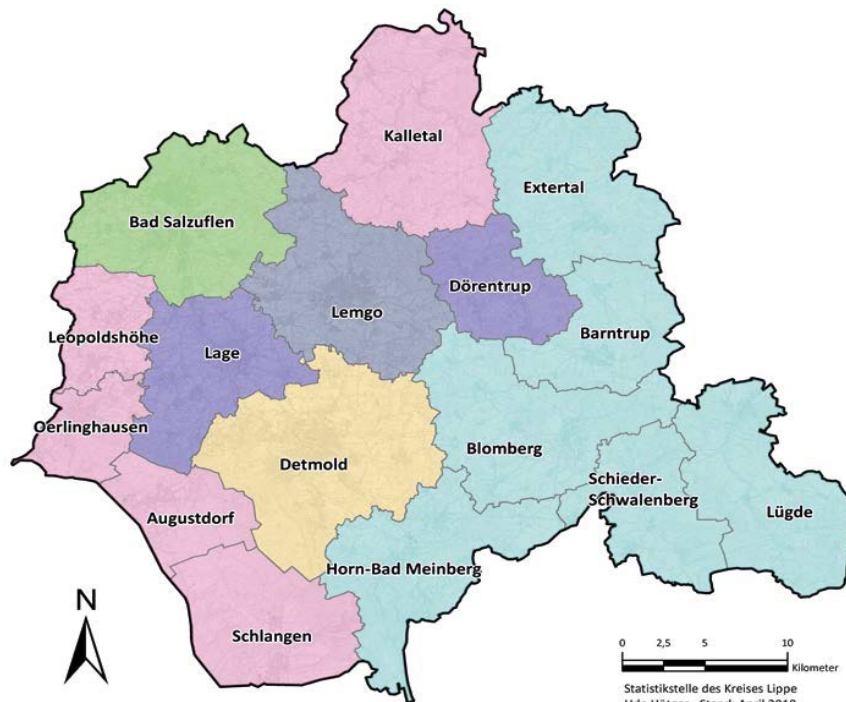 Kalletal
Extertal
Bad Salzuflen
Dörentrup
Lemgo
Barntrup
Leopoldshöhe
Lage
Oerlinghausen
Blomberg
Detmold
Schieder-
Schwalenberg
Lügde
Augustdorf
Horn-Bad Meinberg
N
Schlangen
0 2,5 5 10
Kilometer
Statistikstelle des Kreises Lippe